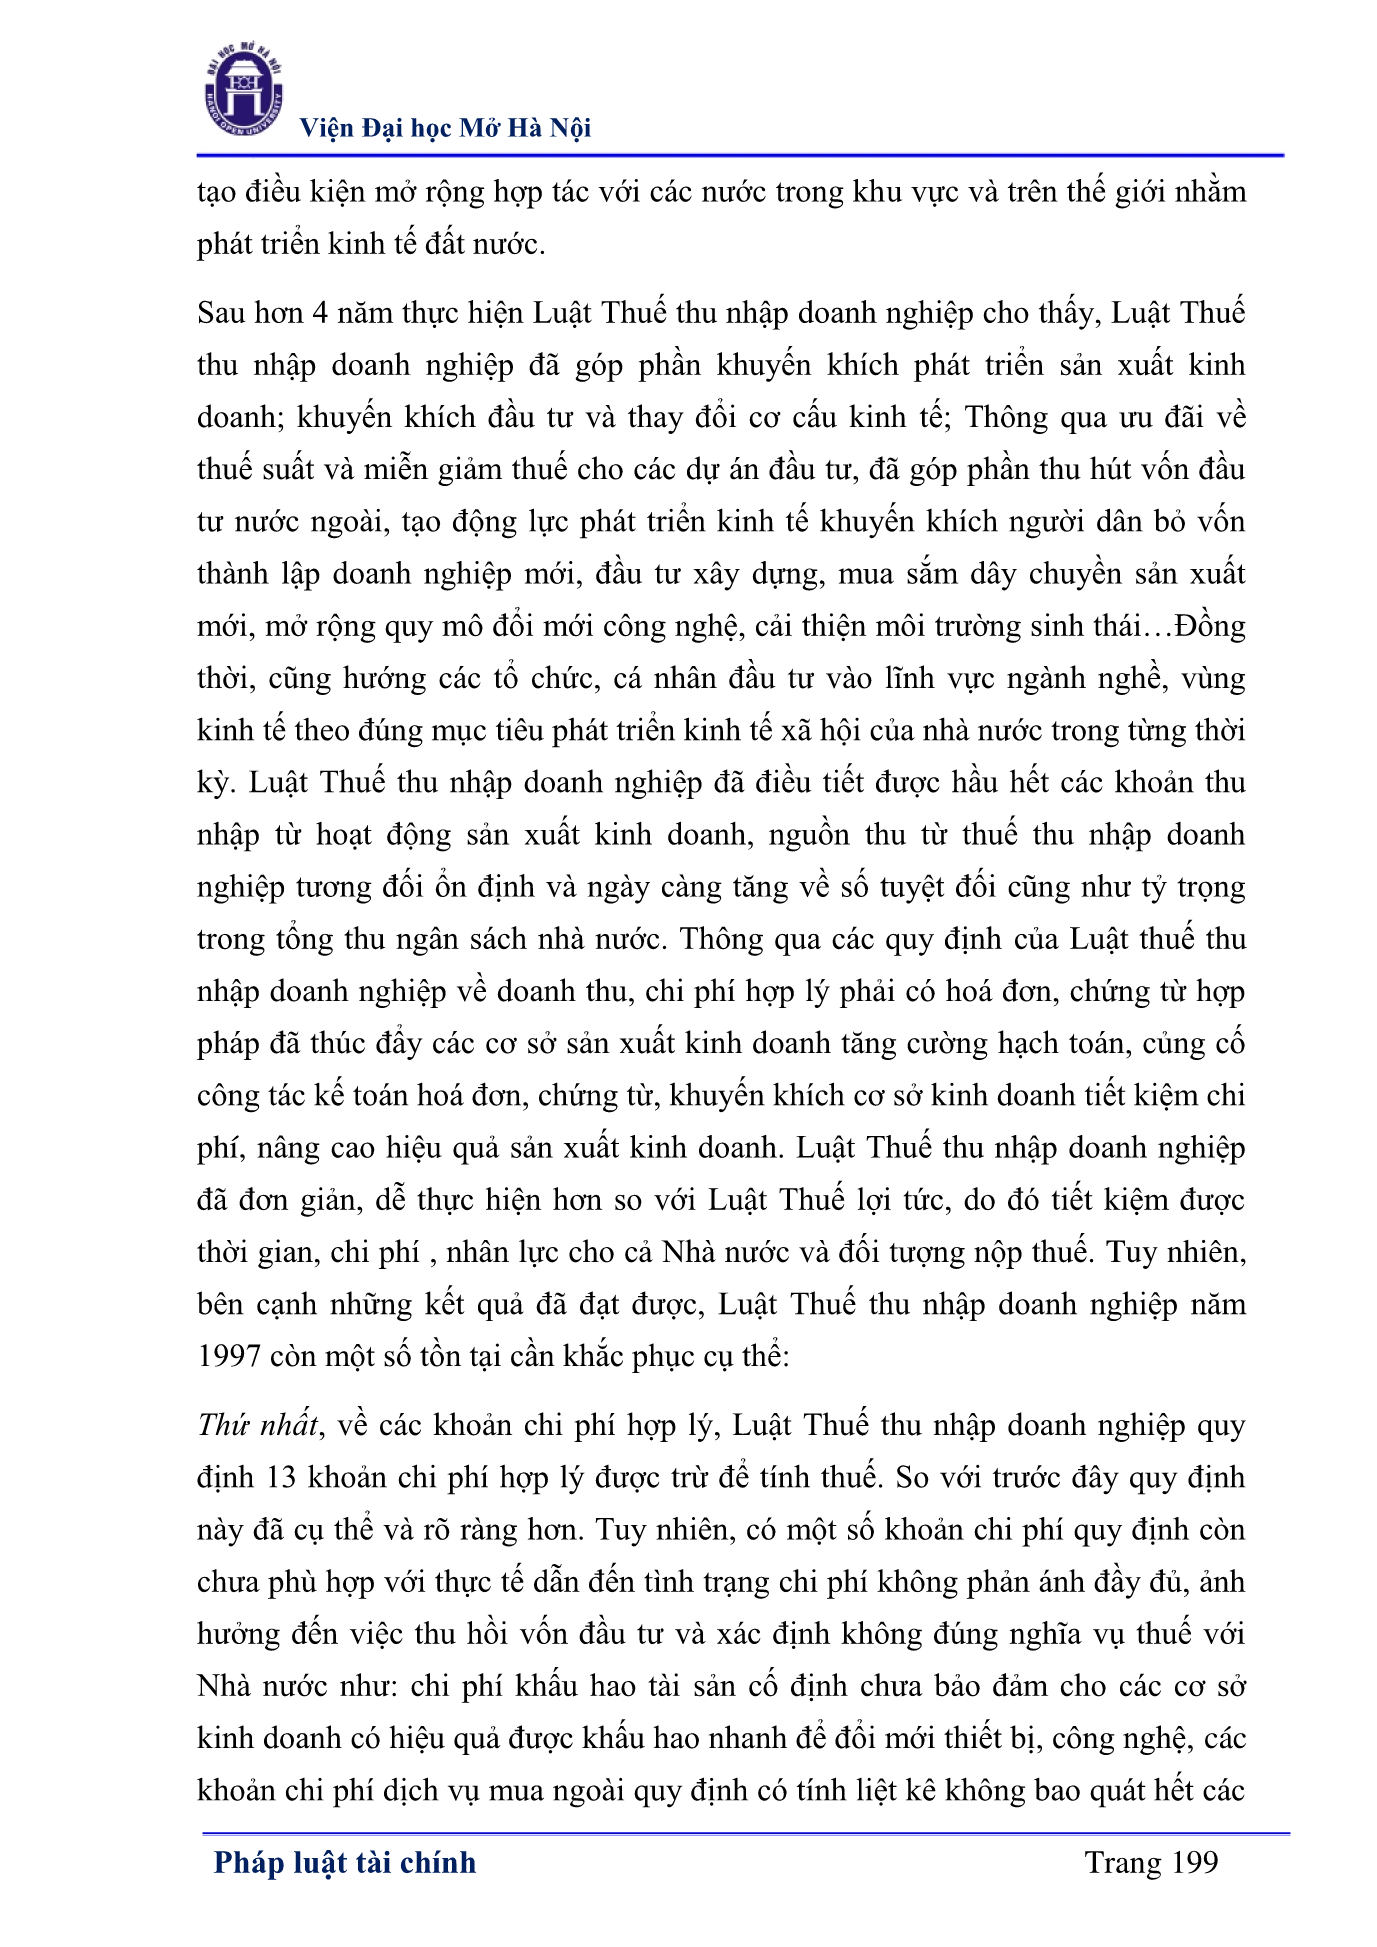 ĐẠI HỌC MỞ HÀ NỘI
HANOI OPEN UNIVERSITY
Viện Đại học Mở Hà Nội
tạo điều kiện mở rộng hợp tác với các nước trong khu vực và trên thế giới nhằm
phát triển kinh tế đất nước.
Sau hơn 4 năm thực hiện Luật Thuế thu nhập doanh nghiệp cho thấy, Luật Thuế
thu nhập doanh nghiệp đã góp phần khuyến khích phát triển sản xuất kinh
doanh; khuyến khích đầu tư và thay đổi cơ cấu kinh tế; Thông qua ưu đãi về
thuế suất và miễn giảm thuế cho các dự án đầu tư, đã góp phần thu hút vốn đầu
tư nước ngoài, tạo động lực phát triển kinh tế khuyến khích người dân bỏ vốn
thành lập doanh nghiệp mới, đầu tư xây dựng, mua sắm dây chuyền sản xuất
mới, mở rộng quy mô đổi mới công nghệ, cải thiện môi trường sinh thái…Đồng
thời, cũng hướng các tổ chức, cá nhân đầu tư vào lĩnh vực ngành nghề, vùng
kinh tế theo đúng mục tiêu phát triển kinh tế xã hội của nhà nước trong từng thời
kỳ. Luật Thuế thu nhập doanh nghiệp đã điều tiết được hầu hết các khoản thu
nhập từ hoạt động sản xuất kinh doanh, nguồn thu từ thuế thu nhập doanh
nghiệp tương đối ổn định và ngày càng tăng về số tuyệt đối cũng như tỷ trọng
trong tổng thu ngân sách nhà nước. Thông qua các quy định của Luật thuế thu
nhập doanh nghiệp về doanh thu, chi phí hợp lý phải có hoá đơn, chứng từ hợp
pháp đã thúc đẩy các cơ sở sản xuất kinh doanh tăng cường hạch toán, củng cố
công tác kế toán hoá đơn, chứng từ, khuyến khích cơ sở kinh doanh tiết kiệm chi
phí, nâng cao hiệu quả sản xuất kinh doanh. Luật Thuế thu nhập doanh nghiệp
đã đơn giản, dễ thực hiện hơn so với Luật Thuế lợi tức, do đó tiết kiệm được
thời gian, chi phí , nhân lực cho cả Nhà nước và đối tượng nộp thuế. Tuy nhiên,
bên cạnh những kết quả đã đạt được, Luật Thuế thu nhập doanh nghiệp năm
1997 còn một số tồn tại cần khắc phục cụ thể:
Thứ nhất, về các khoản chi phí hợp lý, Luật Thuế thu nhập doanh nghiệp quy
định 13 khoản chi phí hợp lý được trừ để tính thuế. So với trước đây quy định
này đã cụ thể và rõ ràng hơn. Tuy nhiên, có một số khoản chi phí quy định còn
chưa phù hợp với thực tế dẫn đến tình trạng chi phí không phản ánh đầy đủ, ảnh
hưởng đến việc thu hồi vốn đầu tư và xác định không đúng nghĩa vụ thuế với
Nhà nước như: chi phí khấu hao tài sản cố định chưa bảo đảm cho các cơ sở
kinh doanh có hiệu quả được khấu hao nhanh để đổi mới thiết bị, công nghệ, các
khoản chi phí dịch vụ mua ngoài quy định có tính liệt kê không bao quát hết các
Pháp luật tài chính
Trang 199